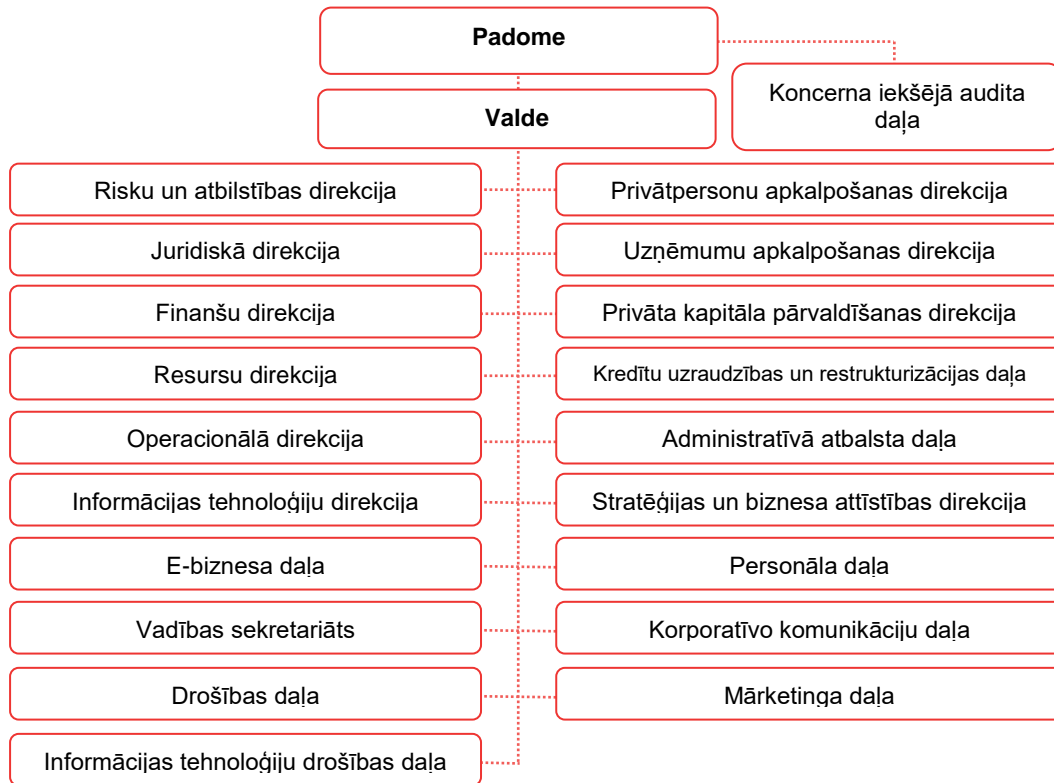 Padome
Koncerna iekšējā audita
daļa
Valde
Risku un atbilstības direkcija
Privātpersonu apkalpošanas direkcija
Juridiskā direkcija
Uzņēmumu apkalpošanas direkcija
Finanšu direkcija
Privāta kapitāla pārvaldīšanas direkcija
Resursu direkcija
Kredītu uzraudzības un restrukturizācijas daļa
Operacionālā direkcija
Administratīvā atbalsta daļa
Informācijas tehnoloģiju direkcija
Stratēģijas un biznesa attīstības direkcija
E-biznesa daļa
Personāla daļa
Vadības sekretariāts
Korporatīvo komunikāciju daļa
Drošības daļa
Mārketinga daļa
Informācijas tehnoloģiju drošības daļa